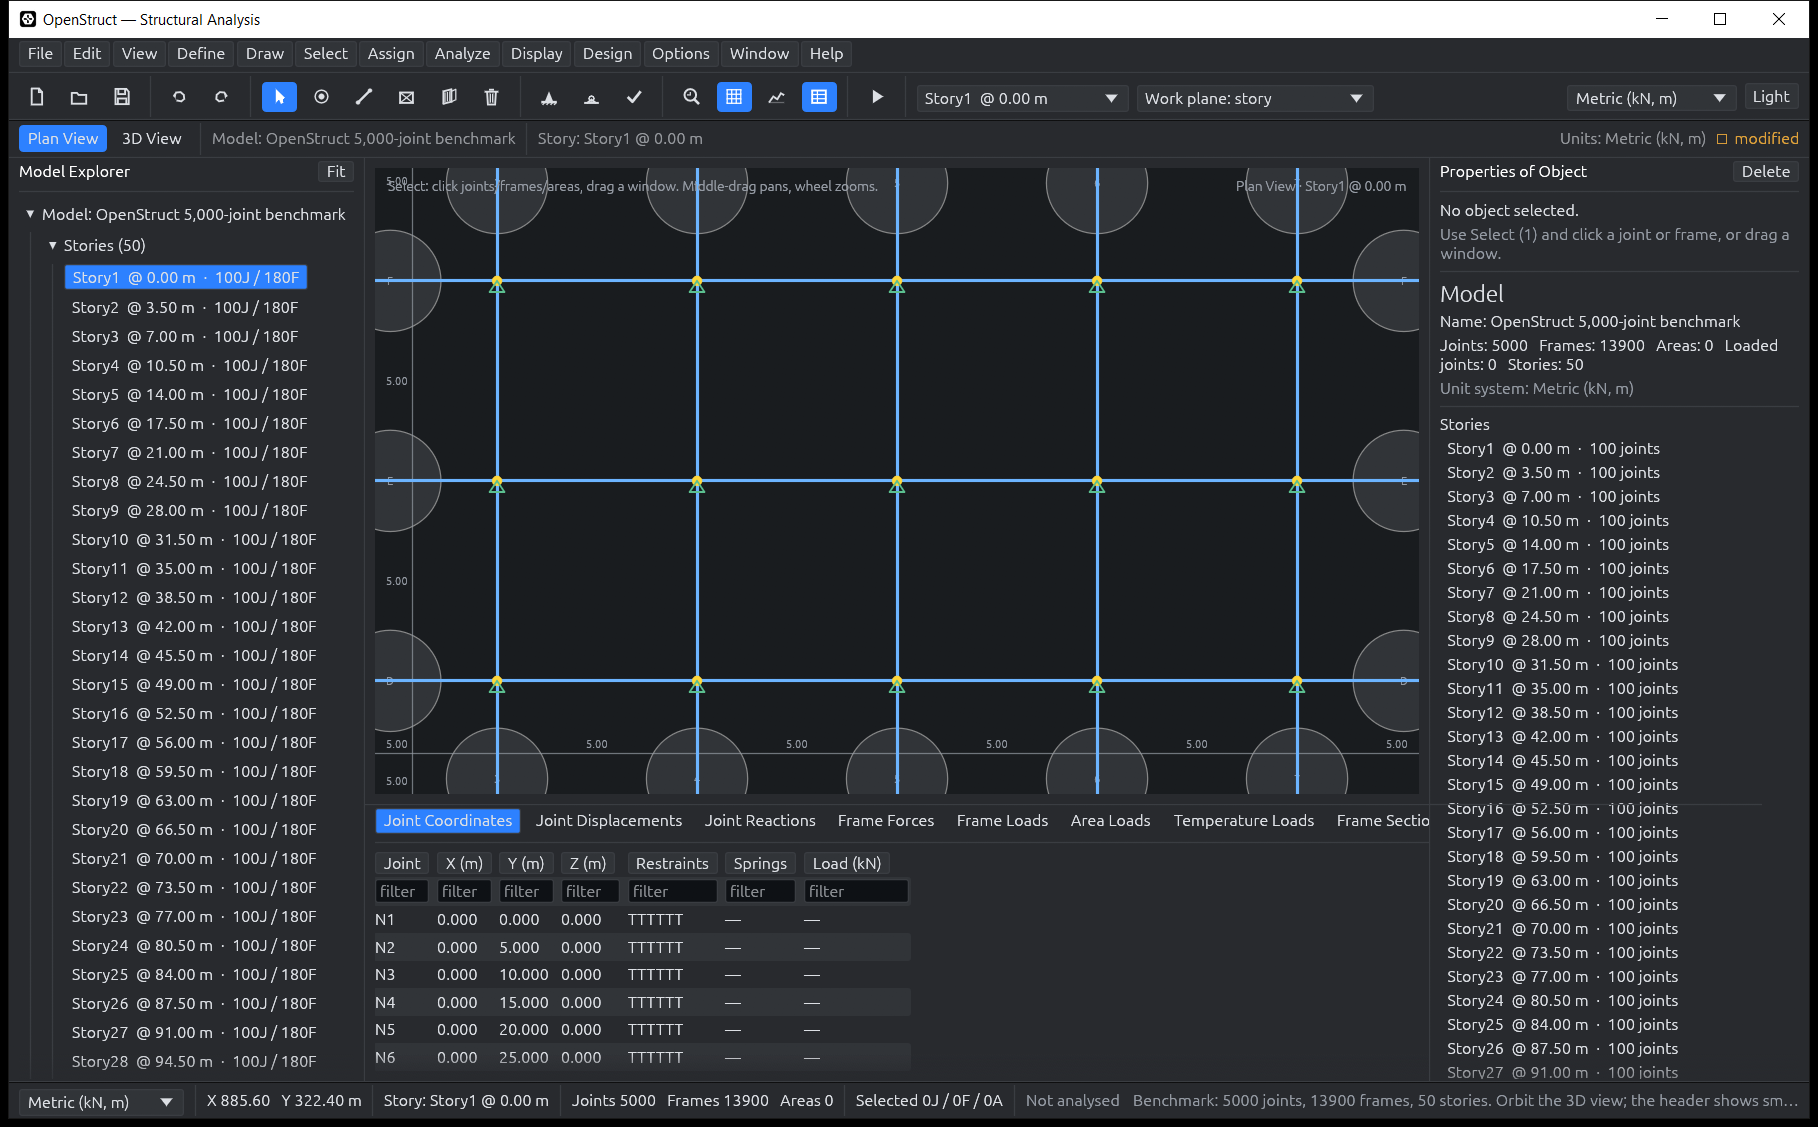 OpenStruct — Structural Analysis
File Edit View Define Draw Select Assign Analyze Display Design Options Window Help
Story1 @ 0.00 m Work plane: story Metric (kN, m) Light
Plan View 3D View Model: OpenStruct 5,000-joint benchmark Story: Story1 @ 0.00 m Units: Metric (kN, m) modified
Model Explorer Fit
Model: OpenStruct 5,000-joint benchmark
Stories (50)
Story1 @ 0.00 m · 100J / 180F
Story2 @ 3.50 m · 100J / 180F
Story3 @ 7.00 m · 100J / 180F
Story4 @ 10.50 m · 100J / 180F
Story5 @ 14.00 m · 100J / 180F
Story6 @ 17.50 m · 100J / 180F
Story7 @ 21.00 m · 100J / 180F
Story8 @ 24.50 m · 100J / 180F
Story9 @ 28.00 m · 100J / 180F
Story10 @ 31.50 m · 100J / 180F
Story11 @ 35.00 m · 100J / 180F
Story12 @ 38.50 m · 100J / 180F
Story13 @ 42.00 m · 100J / 180F
Story14 @ 45.50 m · 100J / 180F
Story15 @ 49.00 m · 100J / 180F
Story16 @ 52.50 m · 100J / 180F
Story17 @ 56.00 m · 100J / 180F
Story18 @ 59.50 m · 100J / 180F
Story19 @ 63.00 m · 100J / 180F
Story20 @ 66.50 m · 100J / 180F
Story21 @ 70.00 m · 100J / 180F
Story22 @ 73.50 m · 100J / 180F
Story23 @ 77.00 m · 100J / 180F
Story24 @ 80.50 m · 100J / 180F
Story25 @ 84.00 m · 100J / 180F
Story26 @ 87.50 m · 100J / 180F
Story27 @ 91.00 m · 100J / 180F
Story28 @ 94.50 m · 100J / 180F
5.00
Select: click joints/frames/areas, drag a window. Middle-drag pans, wheel zooms. Plan View · Story1 @ 0.00 m
F F
5.00
E E
5.00
D D
5.00 5.00 5.00 5.00 5.00 5.00
5.00
Joint Coordinates Joint Displacements Joint Reactions Frame Forces Frame Loads Area Loads Temperature Loads Frame Sectio
Joint X (m) Y (m) Z (m) Restraints Springs Load (kN)
filter filter filter filter filter filter filter
N1 0.000 0.000 0.000 TTTTTT — —
N2 0.000 5.000 0.000 TTTTTT — —
N3 0.000 10.000 0.000 TTTTTT — —
N4 0.000 15.000 0.000 TTTTTT — —
N5 0.000 20.000 0.000 TTTTTT — —
N6 0.000 25.000 0.000 TTTTTT — —
Properties of Object Delete
No object selected.
Use Select (1) and click a joint or frame, or drag a
window.
Model
Name: OpenStruct 5,000-joint benchmark
Joints: 5000 Frames: 13900 Areas: 0 Loaded
joints: 0 Stories: 50
Unit system: Metric (kN, m)
Stories
Story1 @ 0.00 m · 100 joints
Story2 @ 3.50 m · 100 joints
Story3 @ 7.00 m · 100 joints
Story4 @ 10.50 m · 100 joints
Story5 @ 14.00 m · 100 joints
Story6 @ 17.50 m · 100 joints
Story7 @ 21.00 m · 100 joints
Story8 @ 24.50 m · 100 joints
Story9 @ 28.00 m · 100 joints
Story10 @ 31.50 m · 100 joints
Story11 @ 35.00 m · 100 joints
Story12 @ 38.50 m · 100 joints
Story13 @ 42.00 m · 100 joints
Story14 @ 45.50 m · 100 joints
Story15 @ 49.00 m · 100 joints
Story16 @ 52.50 m · 100 joints
Story17 @ 56.00 m · 100 joints
Story18 @ 59.50 m · 100 joints
Story19 @ 63.00 m · 100 joints
Story20 @ 66.50 m · 100 joints
Story21 @ 70.00 m · 100 joints
Story22 @ 73.50 m · 100 joints
Story23 @ 77.00 m · 100 joints
Story24 @ 80.50 m · 100 joints
Story25 @ 84.00 m · 100 joints
Story26 @ 87.50 m · 100 joints
Story27 @ 91.00 m · 100 joints
Metric (kN, m) X 885.60 Y 322.40 m Story: Story1 @ 0.00 m Joints 5000 Frames 13900 Areas 0 Selected 0J / 0F / 0A Not analysed Benchmark: 5000 joints, 13900 frames, 50 stories. Orbit the 3D view; the header shows sm…